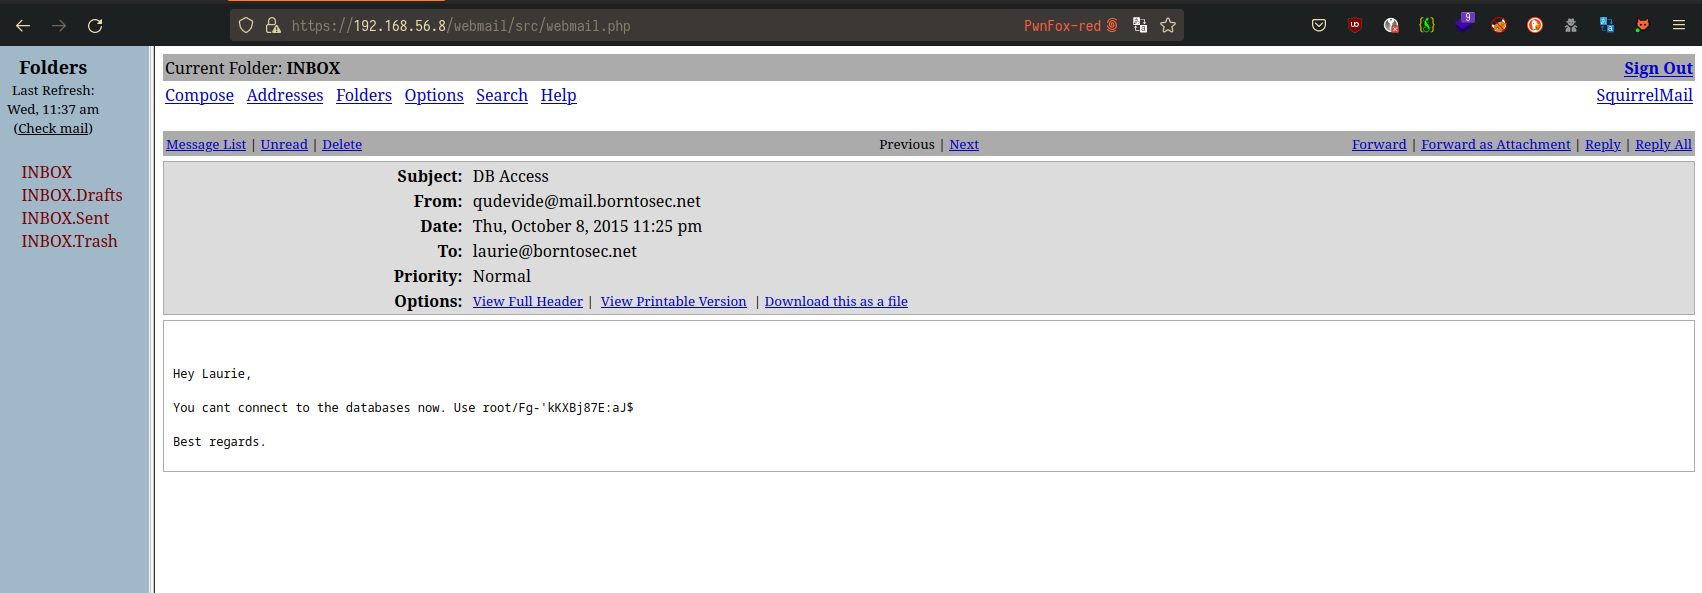 https://192.168.56.8/webmail/src/webmail.php PwnFox-red
9
Folders
Last Refresh:
Wed, 11:37 am
(Check mail)
INBOX
INBOX.Drafts
INBOX.Sent
INBOX.Trash
Current Folder: INBOX Sign Out
Compose Addresses Folders Options Search Help SquirrelMail
Message List | Unread | Delete Previous | Next Forward | Forward as Attachment | Reply | Reply All
Subject: DB Access
From: qudevide@mail.borntosec.net
Date: Thu, October 8, 2015 11:25 pm
To: laurie@borntosec.net
Priority: Normal
Options: View Full Header | View Printable Version | Download this as a file
Hey Laurie,
You cant connect to the databases now. Use root/Fg-'kKXBj87E:aJ$
Best regards.